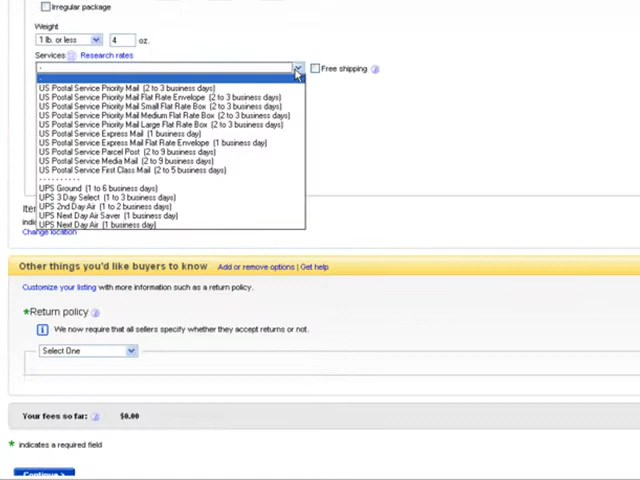 Irregular package
Weight
1 lb. or less 4 oz.
Services Research rates
- Free shipping
US Postal Service Priority Mail (2 to 3 business days)
US Postal Service Priority Mail Flat Rate Envelope (2 to 3 business days)
US Postal Service Priority Mail Small Flat Rate Box (2 to 3 business days)
US Postal Service Priority Mail Medium Flat Rate Box (2 to 3 business days)
US Postal Service Priority Mail Large Flat Rate Box (2 to 3 business days)
US Postal Service Express Mail (1 business day)
US Postal Service Express Mail Flat Rate Envelope (1 business day)
US Postal Service Parcel Post (2 to 9 business days)
US Postal Service Media Mail (2 to 9 business days)
US Postal Service First Class Mail (2 to 5 business days)
----------
UPS Ground (1 to 6 business days)
UPS 3 Day Select (1 to 3 business days)
UPS 2nd Day Air (1 to 2 business days)
UPS Next Day Air Saver (1 business day)
UPS Next Day Air (1 business day)
Change location
Other things you'd like buyers to know Add or remove options | Get help
Customize your listing with more information such as a return policy.
*Return policy
i We now require that all sellers specify whether they accept returns or not.
Select One
Your fees so far: $0.00
* indicates a required field
Continue >